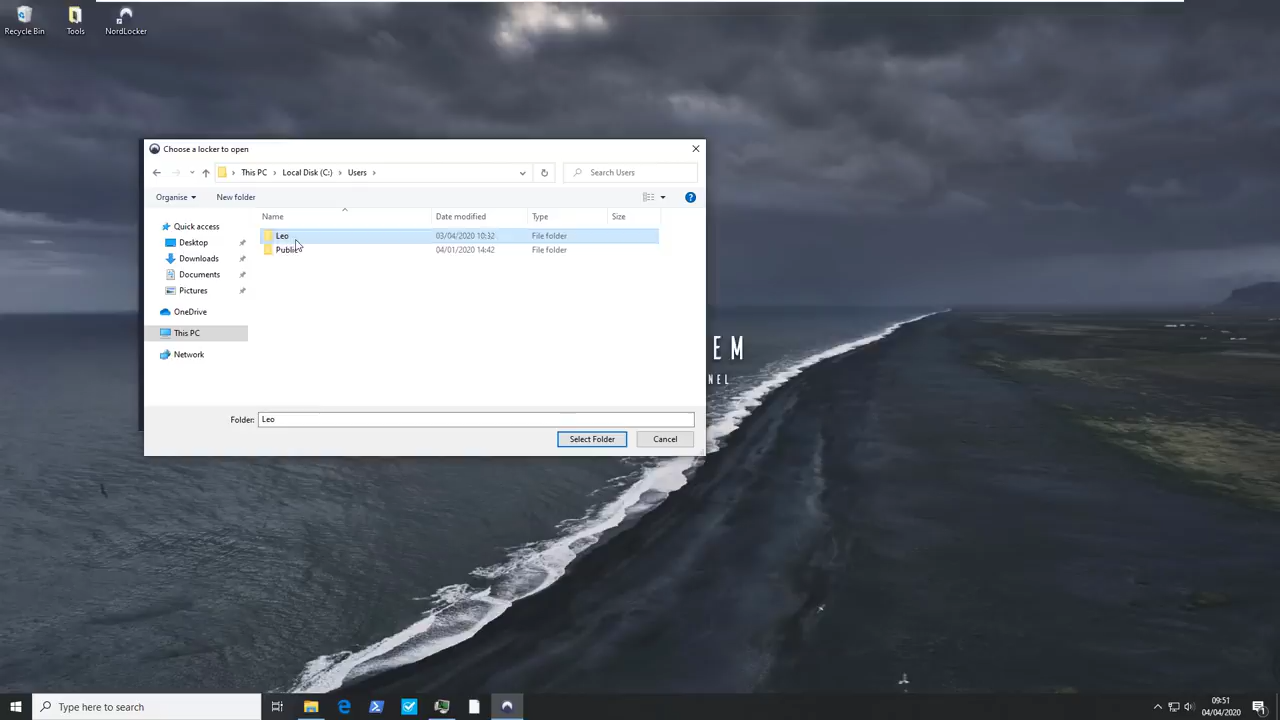 Recycle Bin
Tools
NordLocker
Choose a locker to open
This PC
Local Disk (C:)
Users
Search Users
Organise
New folder
Name
Date modified
Type
Size
Quick access
Desktop
Downloads
Documents
Pictures
OneDrive
This PC
Network
Leo
03/04/2020 10:32
File folder
Public
04/01/2020 14:42
File folder
EM
NEL
Folder:
Leo
Select Folder
Cancel
Type here to search
09:51
04/04/2020